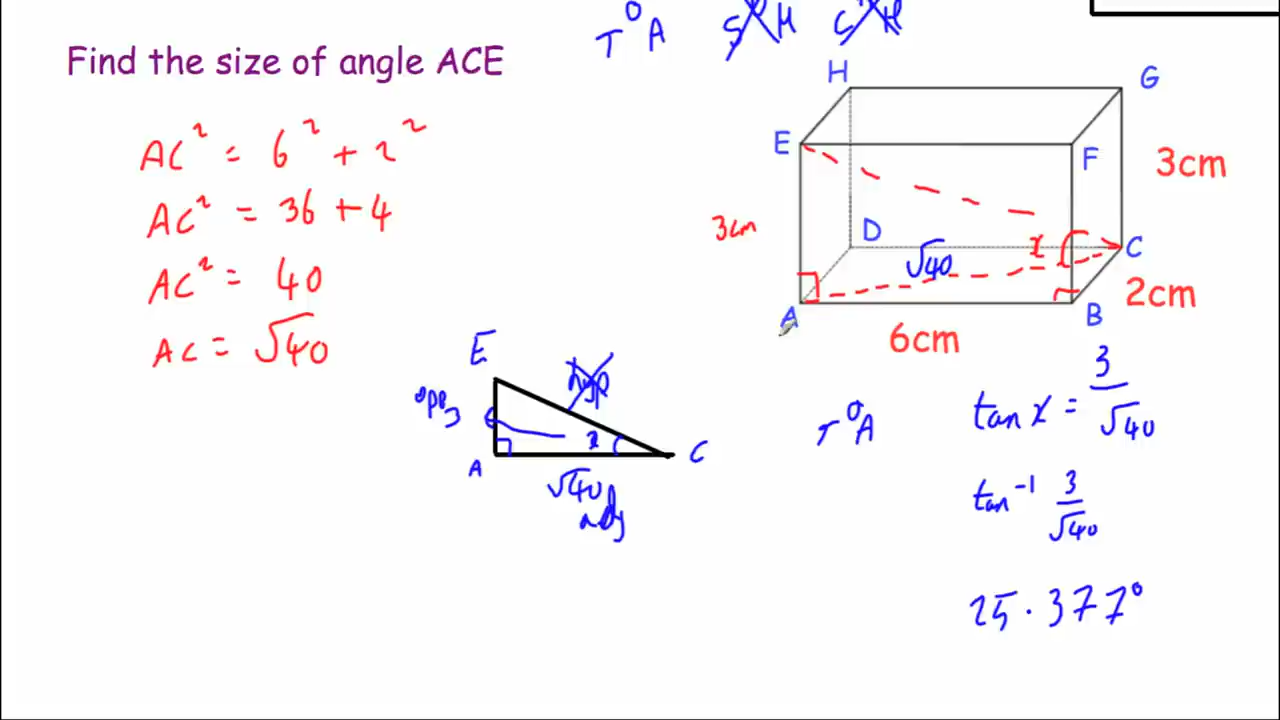 T O A S O H C A H
Find the size of angle ACE
AC² = 6² + 2²
AC² = 36 + 4
AC² = 40
AC = √40
H
G
E
F
3cm
3cm
D
x
C
√40
2cm
A
B
6cm
E
hyp
opp 3
x
A
C
√40
adj
T O A
tan x = 3/√40
tan⁻¹ 3/√40
25.377°